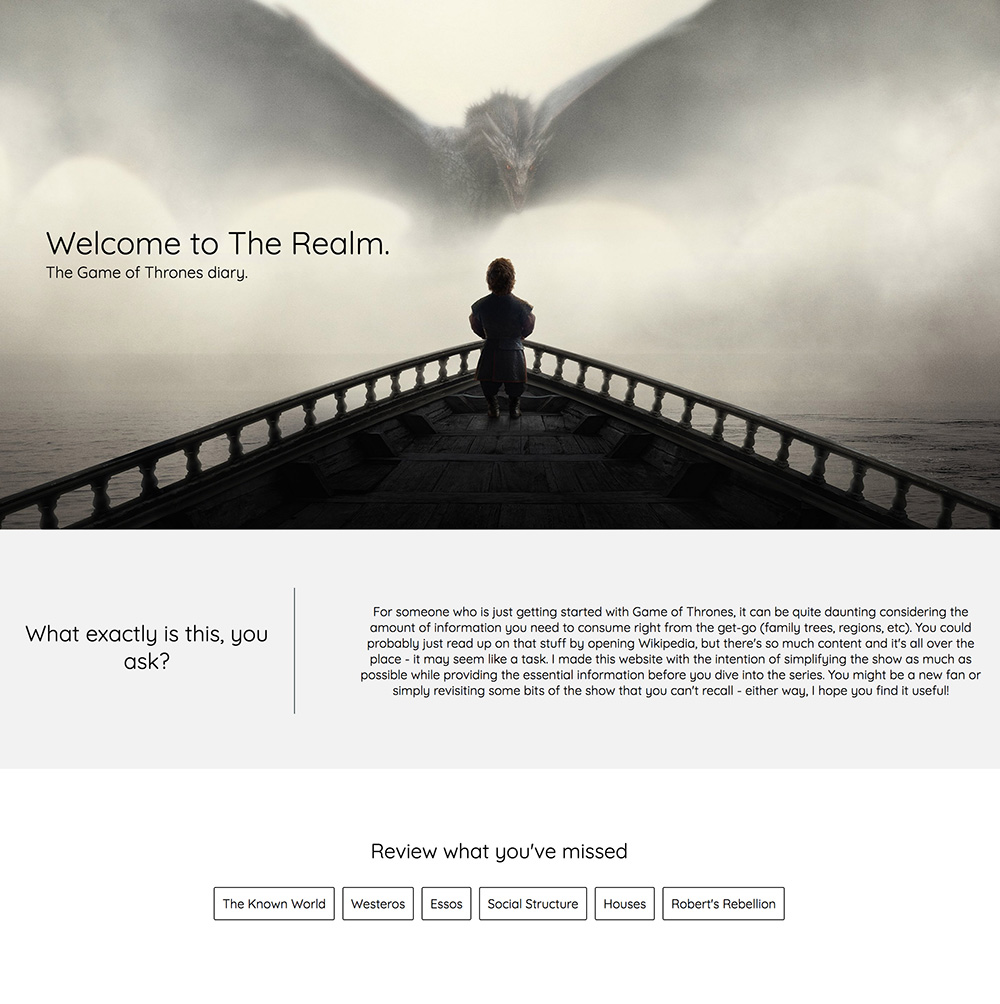 Welcome to The Realm.
The Game of Thrones diary.
What exactly is this, you
ask?
For someone who is just getting started with Game of Thrones, it can be quite daunting considering the
amount of information you need to consume right from the get-go (family trees, regions, etc). You could
probably just read up on that stuff by opening Wikipedia, but there's so much content and it's all over the
place - it may seem like a task. I made this website with the intention of simplifying the show as much as
possible while providing the essential information before you dive into the series. You might be a new fan or
simply revisiting some bits of the show that you can't recall - either way, I hope you find it useful!
Review what you've missed
The Known World Westeros Essos Social Structure Houses Robert's Rebellion